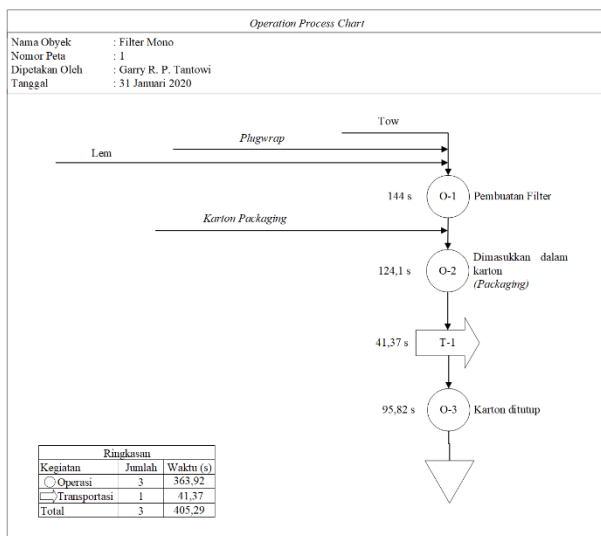 Operation Process Chart
Nama Obyek : Filter Mono
Nomor Peta : 1
Dipetakan Oleh : Garry R. P. Tantowi
Tanggal : 31 Januari 2020
Tow
Plugwrap
Lem
144 s O-1 Pembuatan Filter
Karton Packaging
124,1 s O-2 Dimasukkan dalam
karton
(Packaging)
41,37 s T-1
95,82 s O-3 Karton ditutup
Ringkasan
Kegiatan Jumlah Waktu (s)
Operasi 3 363,92
Transportasi 1 41,37
Total 3 405,29